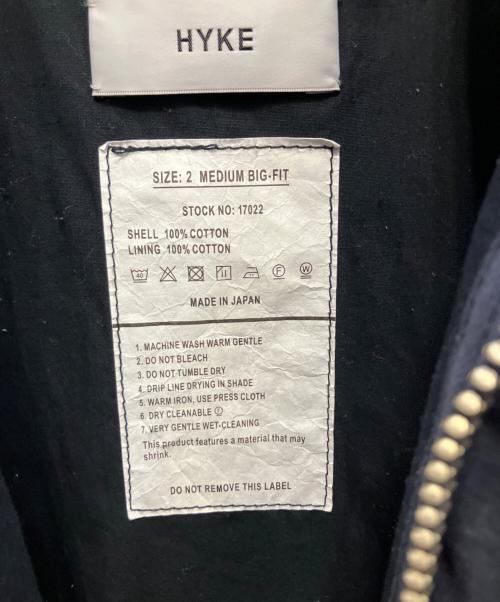 HYKE
SIZE: 2 MEDIUM BIG-FIT
STOCK NO: 17022
SHELL 100% COTTON
LINING 100% COTTON
40 F W
MADE IN JAPAN
1. MACHINE WASH WARM GENTLE
2. DO NOT BLEACH
3. DO NOT TUMBLE DRY
4. DRIP LINE DRYING IN SHADE
5. WARM IRON, USE PRESS CLOTH
6. DRY CLEANABLE Ⓕ
7. VERY GENTLE WET-CLEANING
This product features a material that may
shrink.
DO NOT REMOVE THIS LABEL